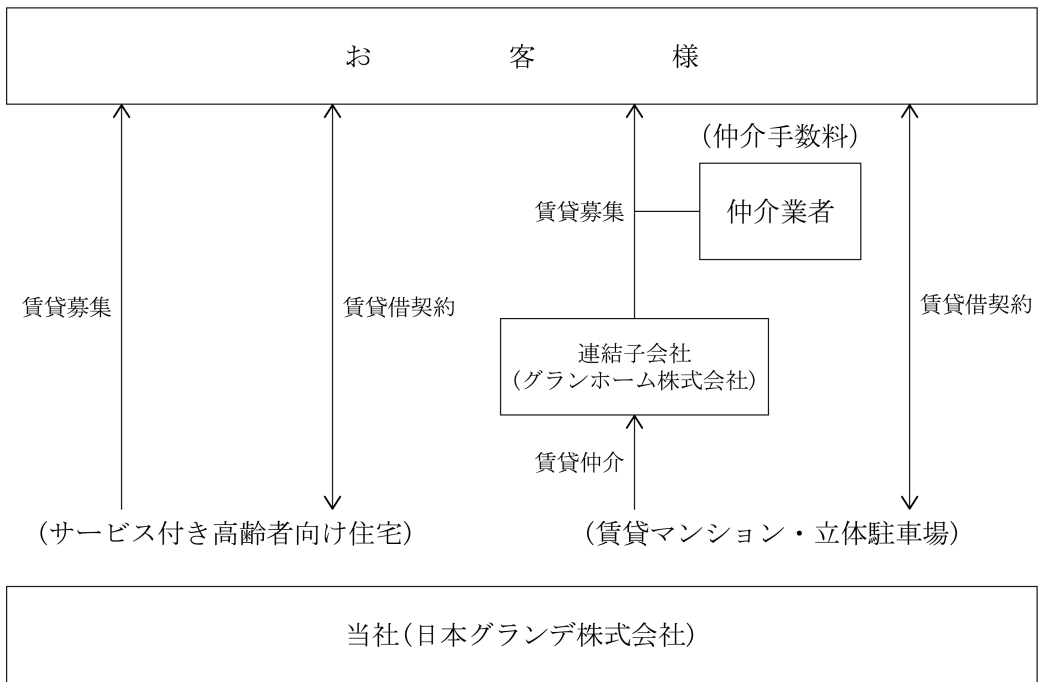 お客様
(仲介手数料)
仲介業者
賃貸募集
賃貸募集
賃貸借契約
賃貸借契約
連結子会社
(グランホーム株式会社)
賃貸仲介
(サービス付き高齢者向け住宅)
(賃貸マンション・立体駐車場)
当社(日本グランデ株式会社)